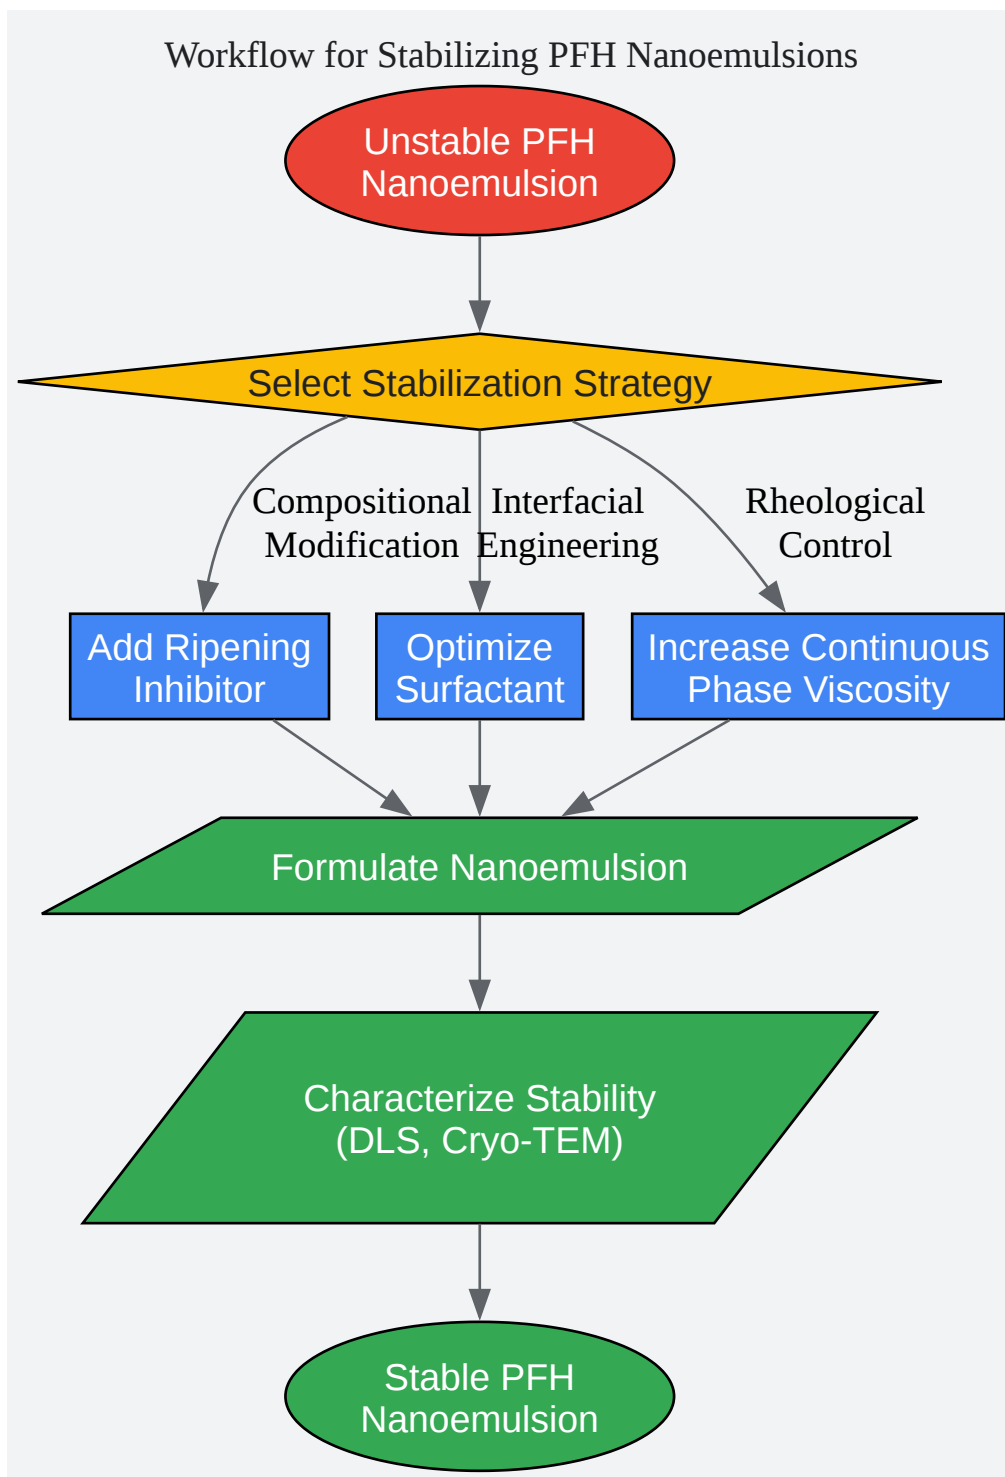 Workflow for Stabilizing PFH Nanoemulsions
Unstable PFH
Nanoemulsion
Select Stabilization Strategy
Compositional
Modification
Interfacial
Engineering
Rheological
Control
Add Ripening
Inhibitor
Optimize
Surfactant
Increase Continuous
Phase Viscosity
Formulate Nanoemulsion
Characterize Stability
(DLS, Cryo-TEM)
Stable PFH
Nanoemulsion